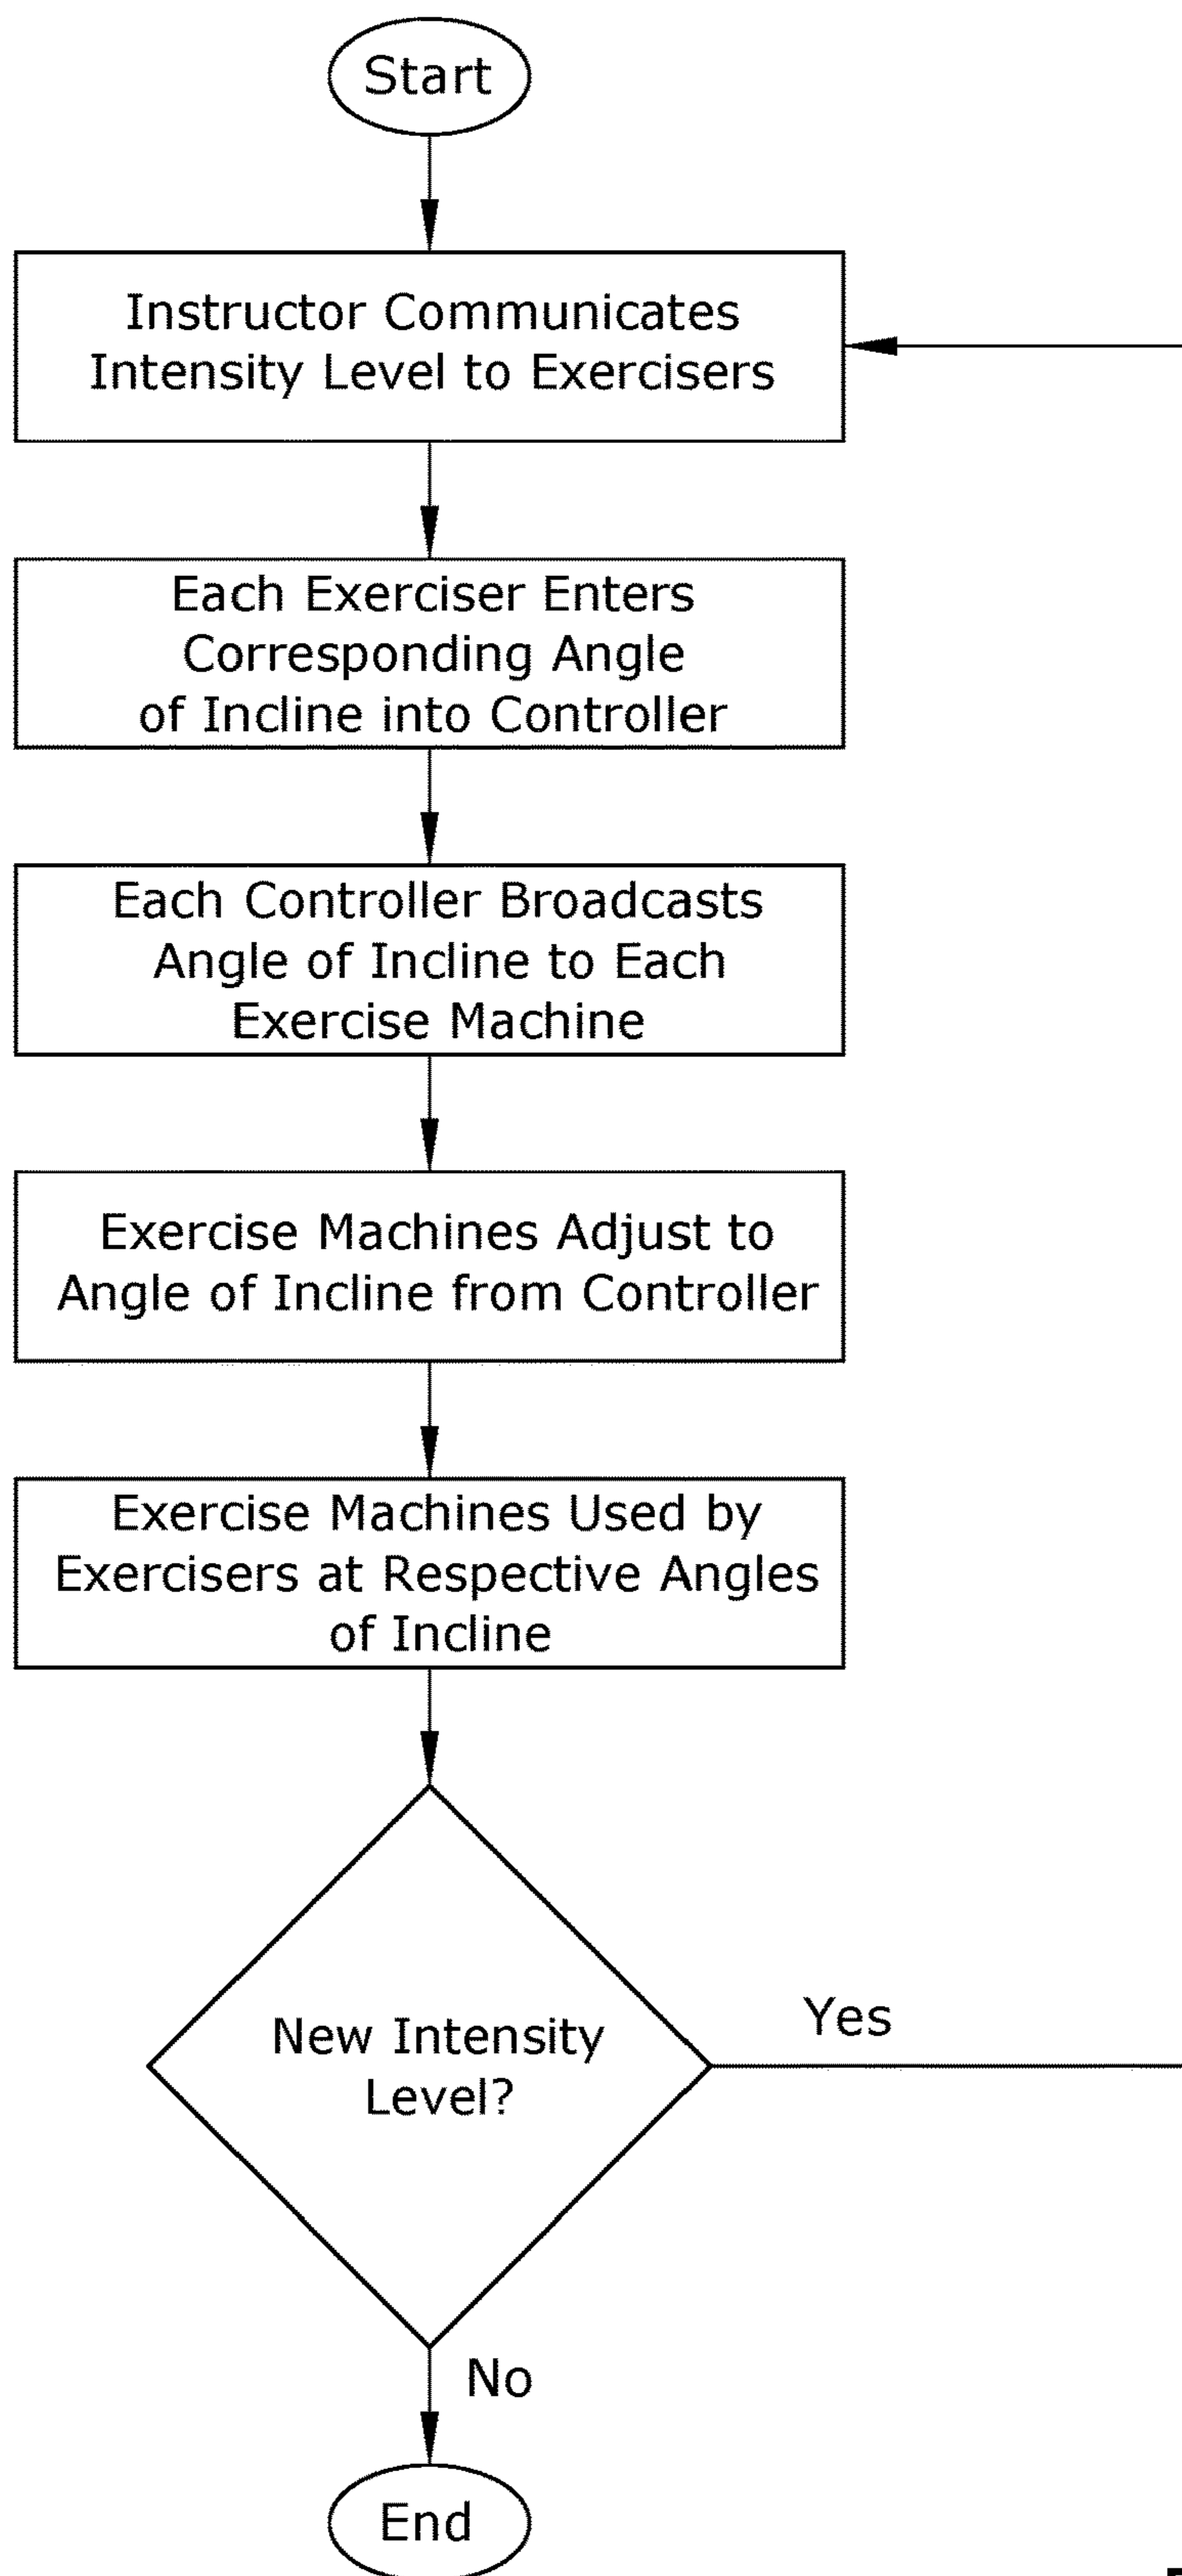 Start
Instructor Communicates
Intensity Level to Exercisers
Each Exerciser Enters
Corresponding Angle
of Incline into Controller
Each Controller Broadcasts
Angle of Incline to Each
Exercise Machine
Exercise Machines Adjust to
Angle of Incline from Controller
Exercise Machines Used by
Exercisers at Respective Angles
of Incline
New Intensity
Level?
Yes
No
End